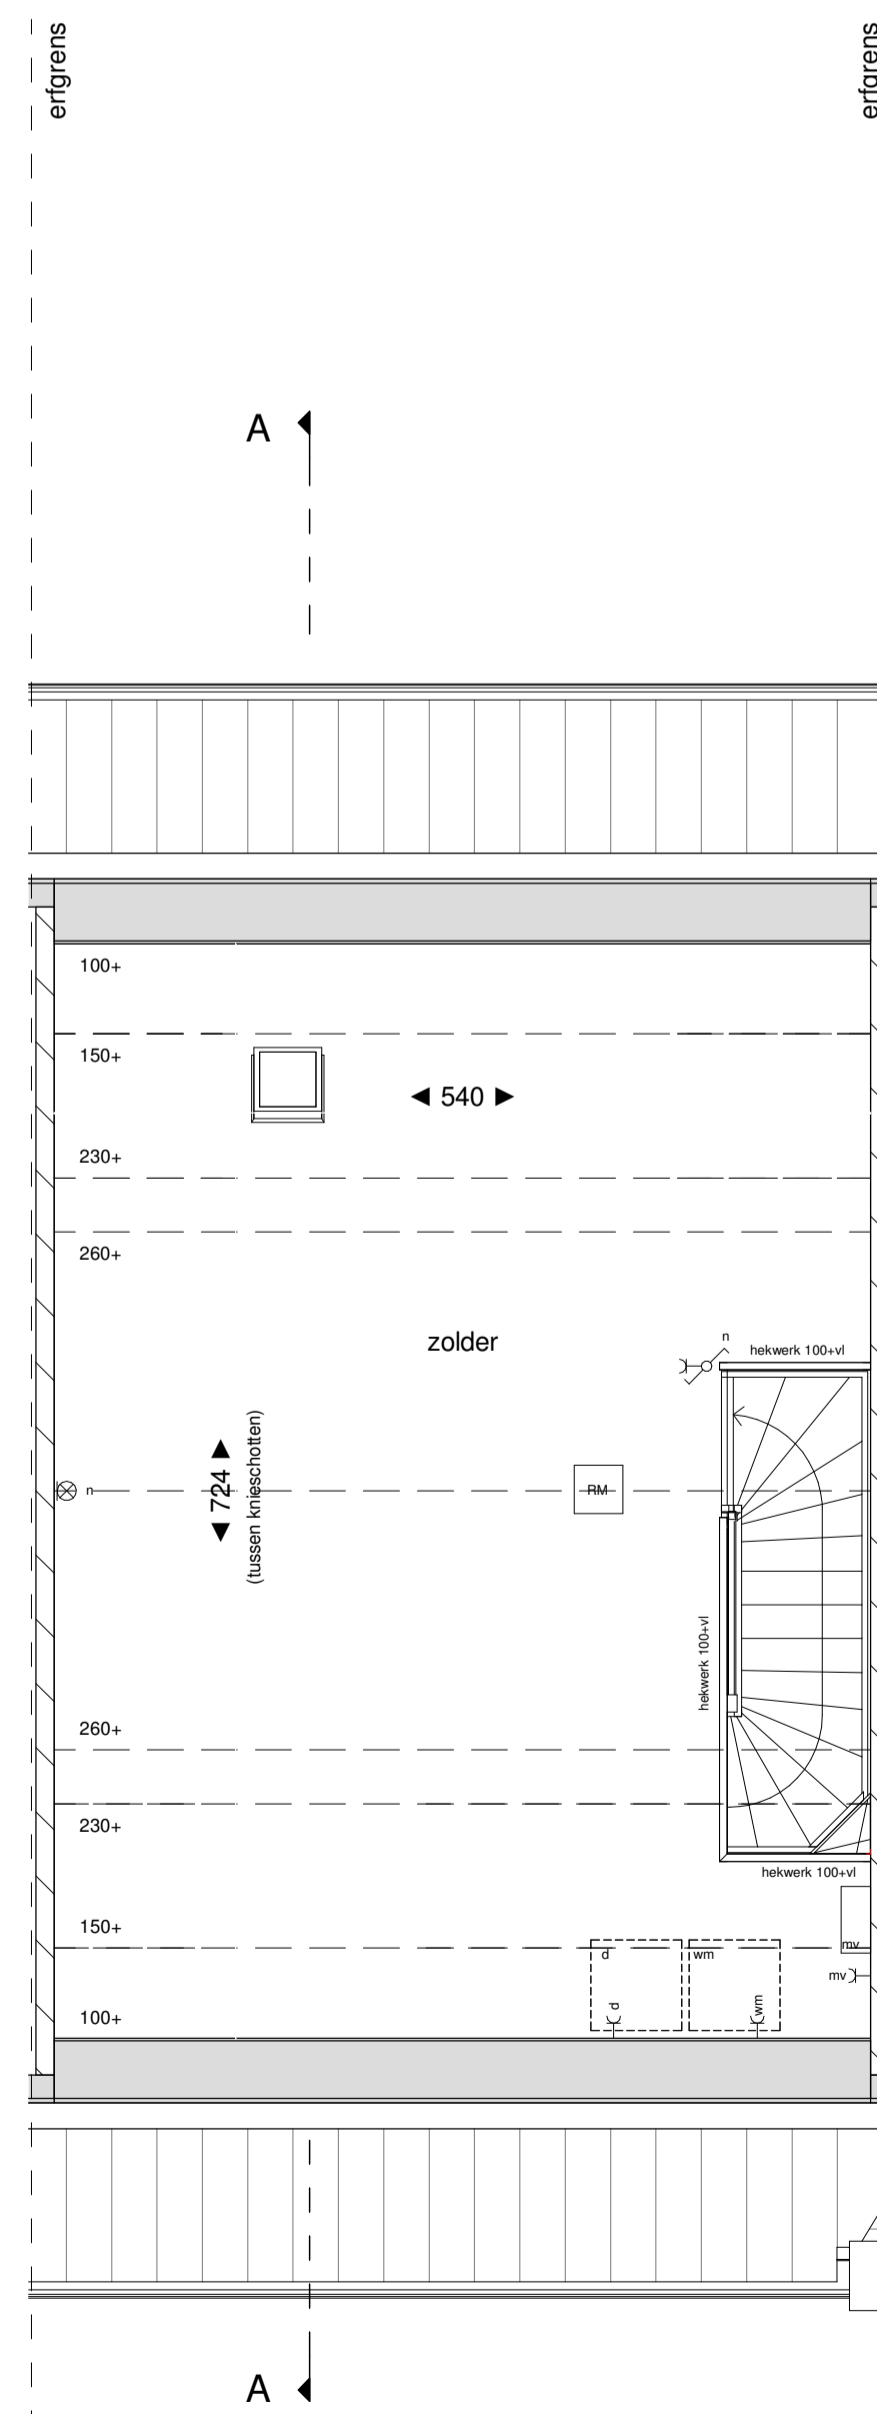 erfgrens
erfgrens
A
100+
150+
540
230+
260+
zolder
n
hekwerk 100+vl
724
(tussen knieschotten)
n
RM
hekwerk 100+vl
260+
230+
hekwerk 100+vl
150+
mv
d
wm
mv
d
wm
100+
A